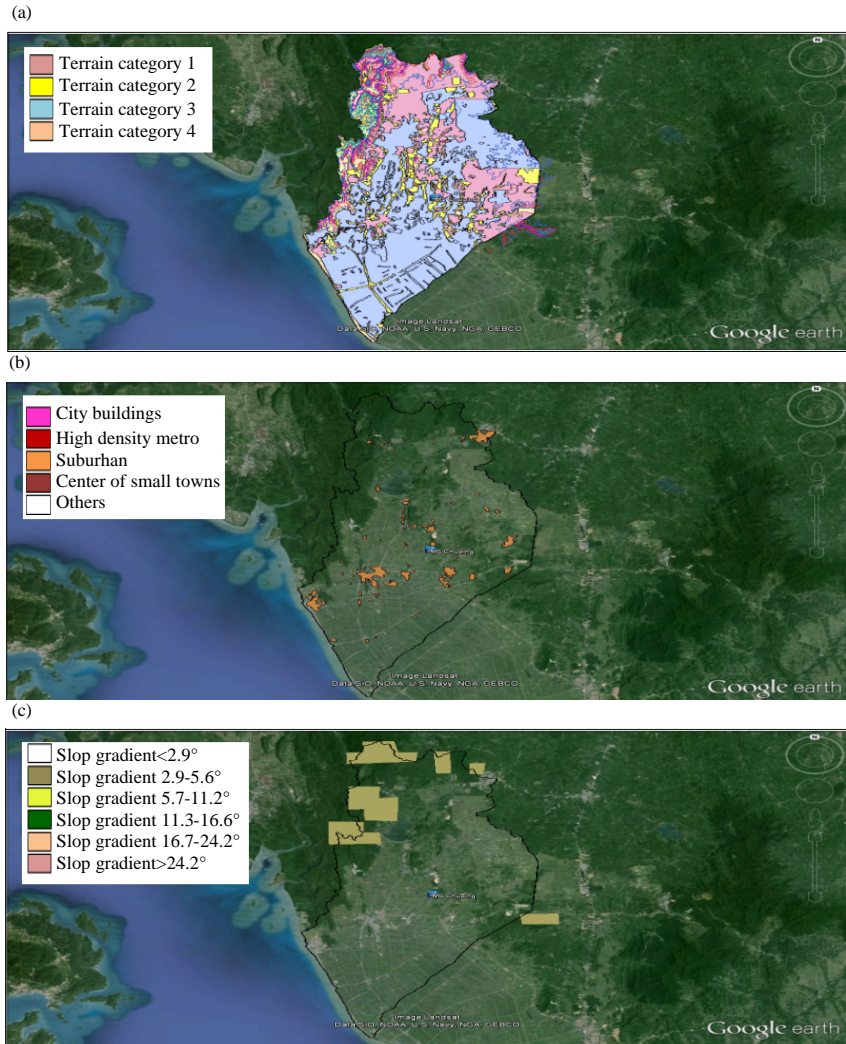 (a)
Terrain category 1
Terrain category 2
Terrain category 3
Terrain category 4
N
Image Landsat
Data SIO, NOAA, U.S. Navy, NGA, GEBCO
Google earth
(b)
City buildings
High density metro
Suburhan
Center of small towns
Others
N
MG Chuping
Image Landsat
Data SIO, NOAA, U.S. Navy, NGA, GEBCO
Google earth
(c)
Slop gradient<2.9°
Slop gradient 2.9-5.6°
Slop gradient 5.7-11.2°
Slop gradient 11.3-16.6°
Slop gradient 16.7-24.2°
Slop gradient>24.2°
N
MG Chuping
Image Landsat
Data SIO, NOAA, U.S. Navy, NGA, GEBCO
Google earth